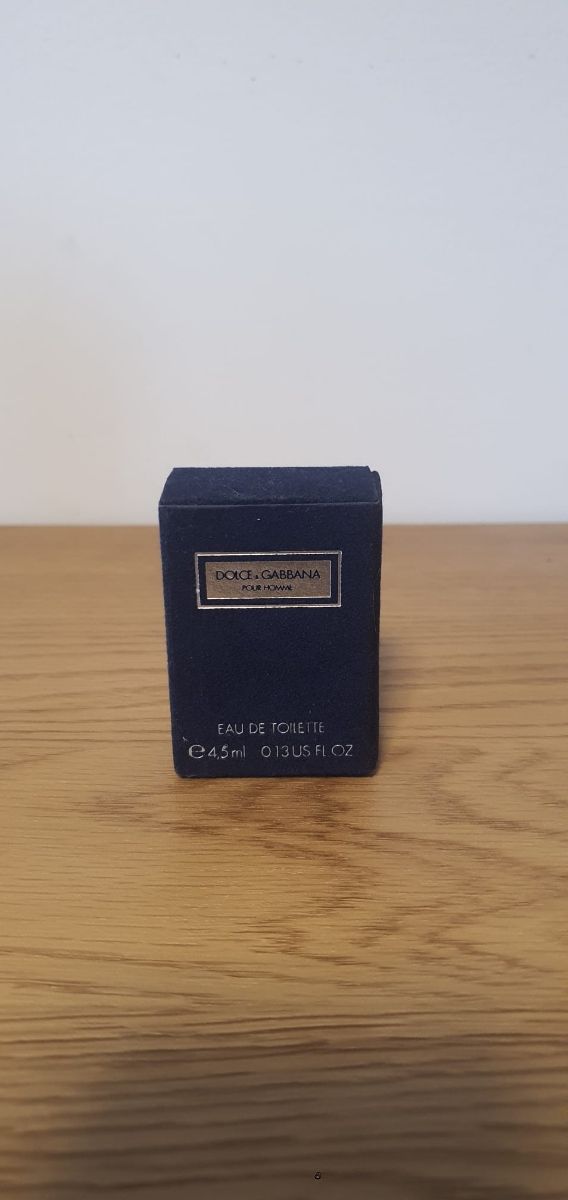 DOLCE & GABBANA
POUR HOMME
EAU DE TOILETTE
℮ 4,5 ml 0.13 US FL OZ